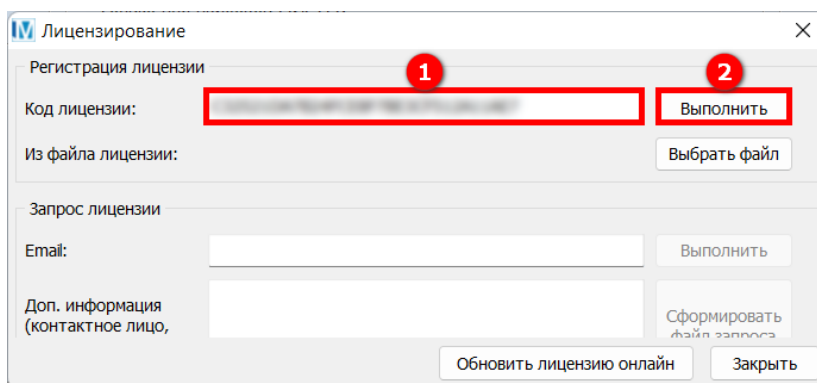 Лицензирование
Регистрация лицензии
1
2
Код лицензии:
Выполнить
Из файла лицензии:
Выбрать файл
Запрос лицензии
Email:
Выполнить
Доп. информация
(контактное лицо,
Сформировать
файл запроса
Обновить лицензию онлайн
Закрыть